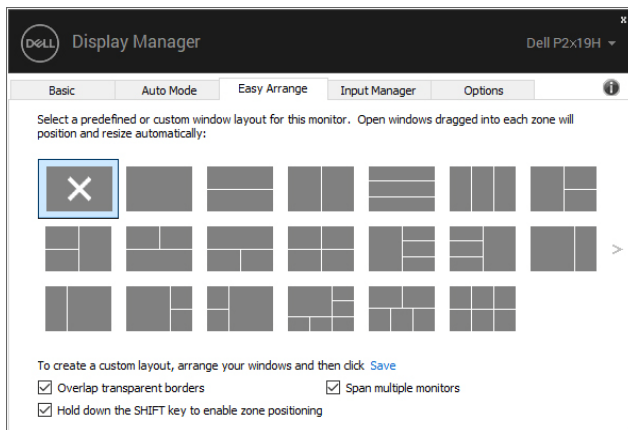 x
DELL Display Manager Dell P2x19H
Basic Auto Mode Easy Arrange Input Manager Options i
Select a predefined or custom window layout for this monitor. Open windows dragged into each zone will
position and resize automatically:
To create a custom layout, arrange your windows and then click Save
Overlap transparent borders Span multiple monitors
Hold down the SHIFT key to enable zone positioning